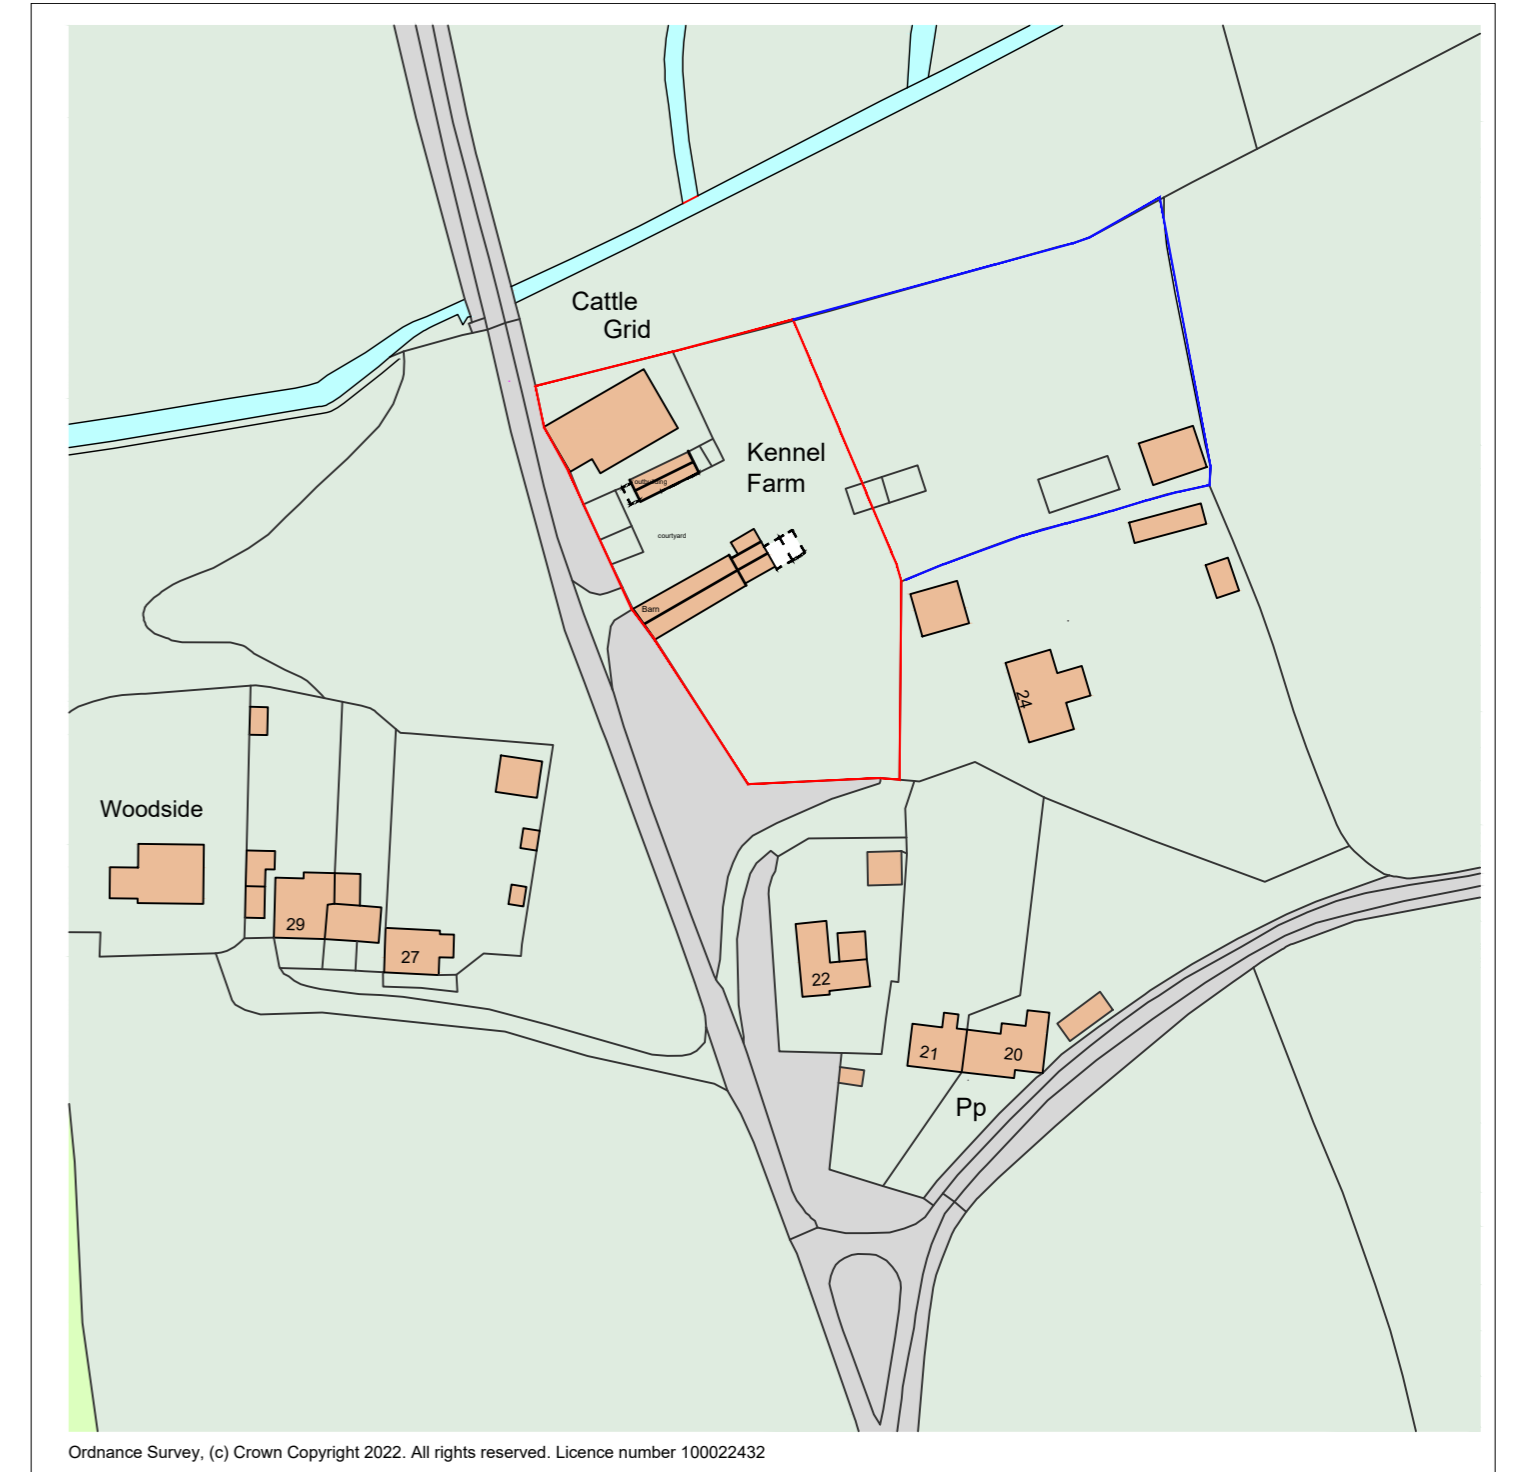 Cattle
Grid
Kennel
Farm
outbuilding
courtyard
Barn
24
Woodside
29
27
22
21
20
Pp
Ordnance Survey, (c) Crown Copyright 2022. All rights reserved. Licence number 100022432